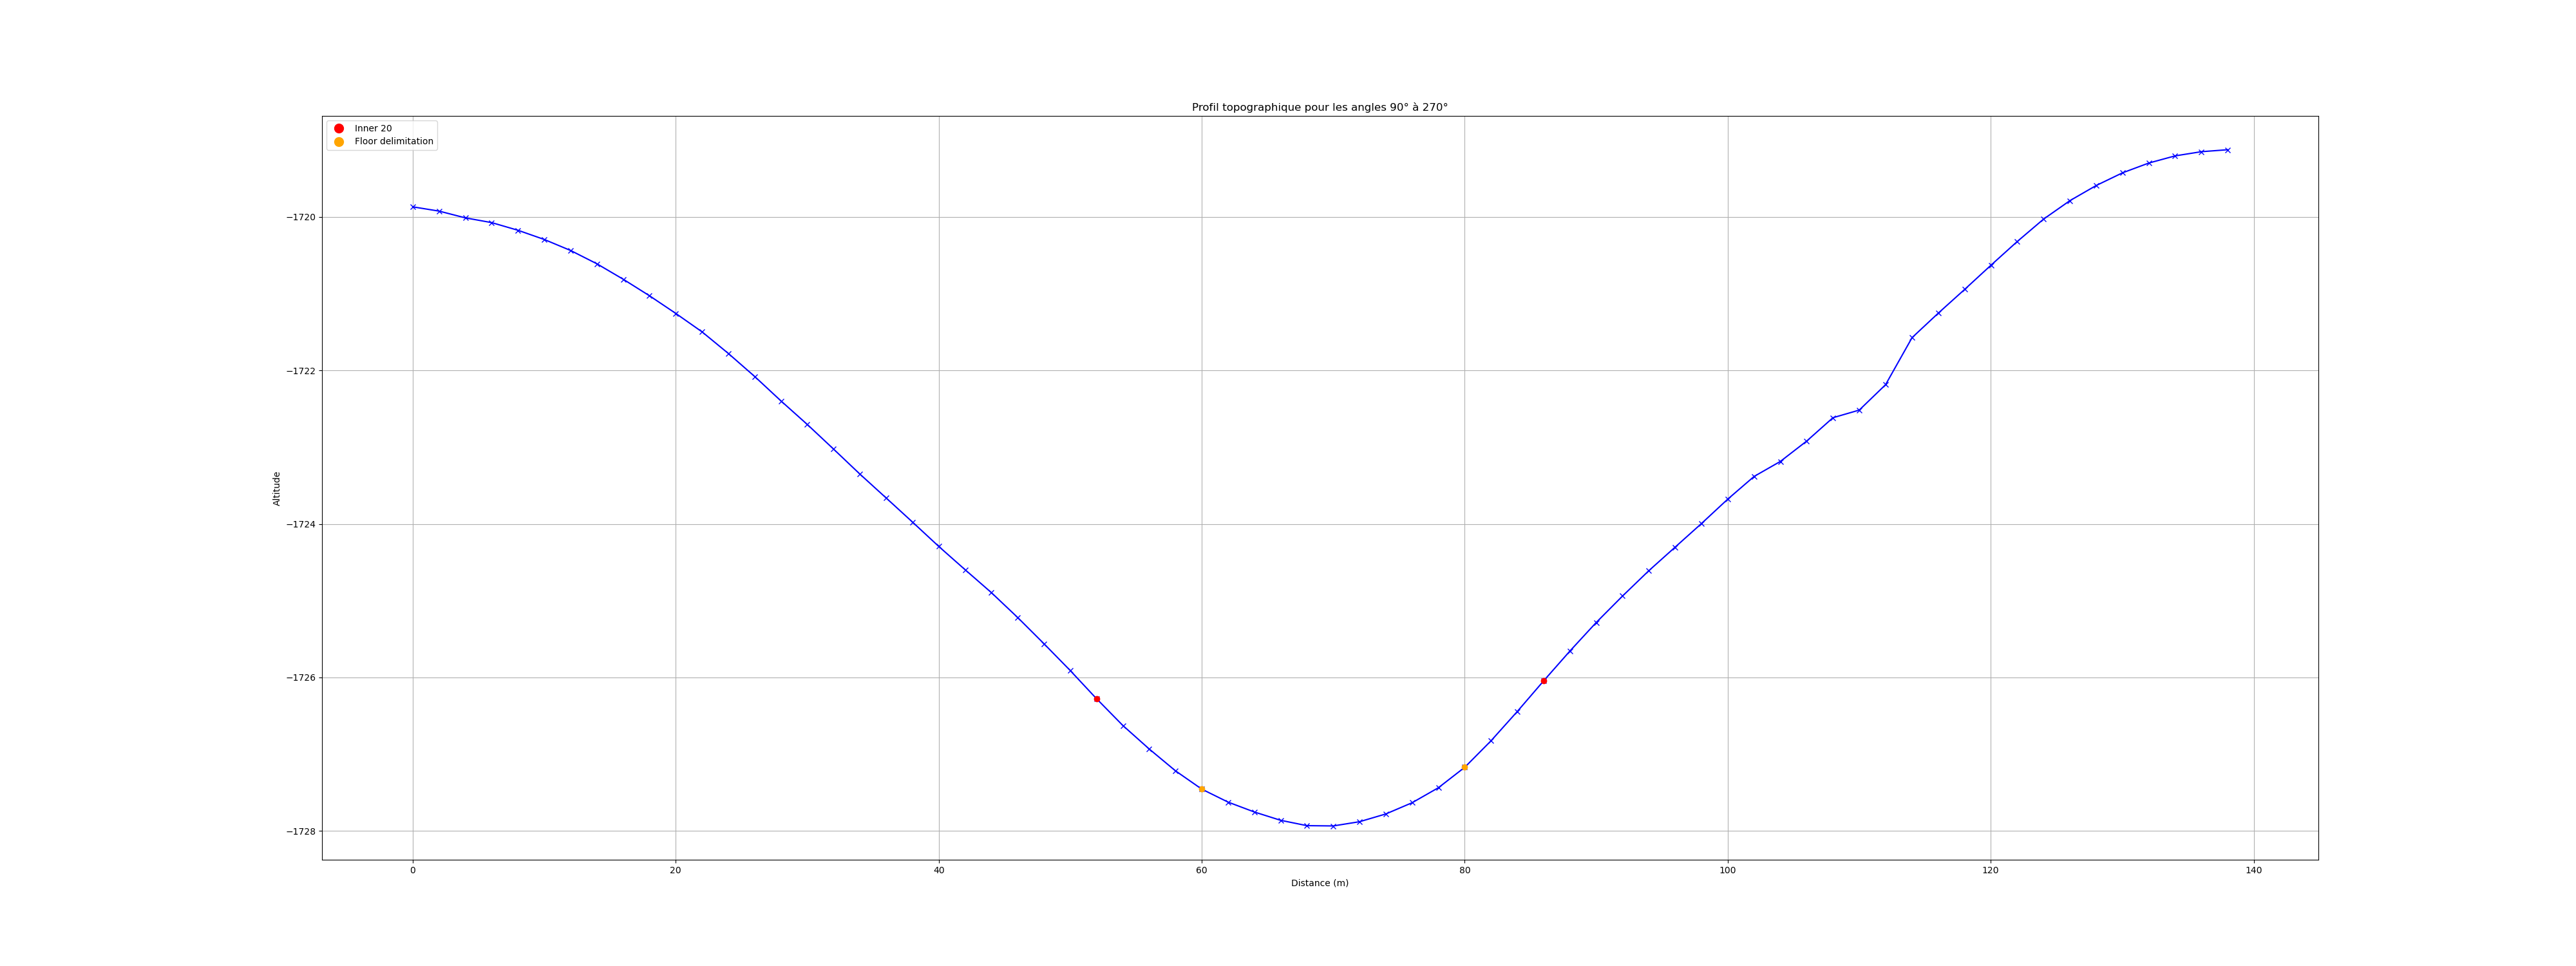 Profil topographique pour les angles 90° à 270°
Inner 20
Floor delimitation
Altitude
−1720
−1722
−1724
−1726
−1728
0 20 40 60 80 100 120 140
Distance (m)